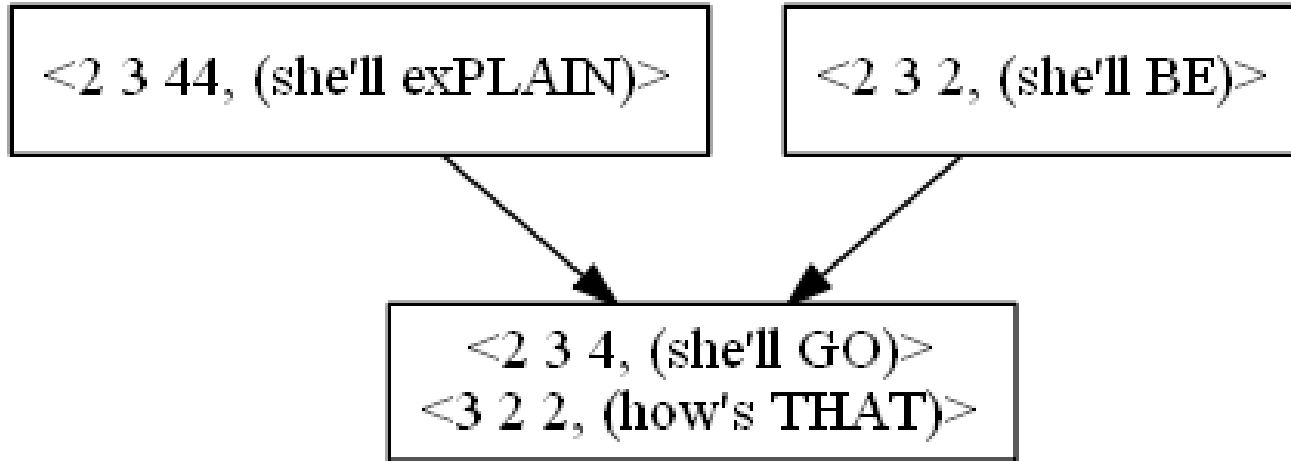 <2 3 44, (she'll exPLAIN)>
<2 3 2, (she'll BE)>
<2 3 4, (she'll GO)>
<3 2 2, (how's THAT)>